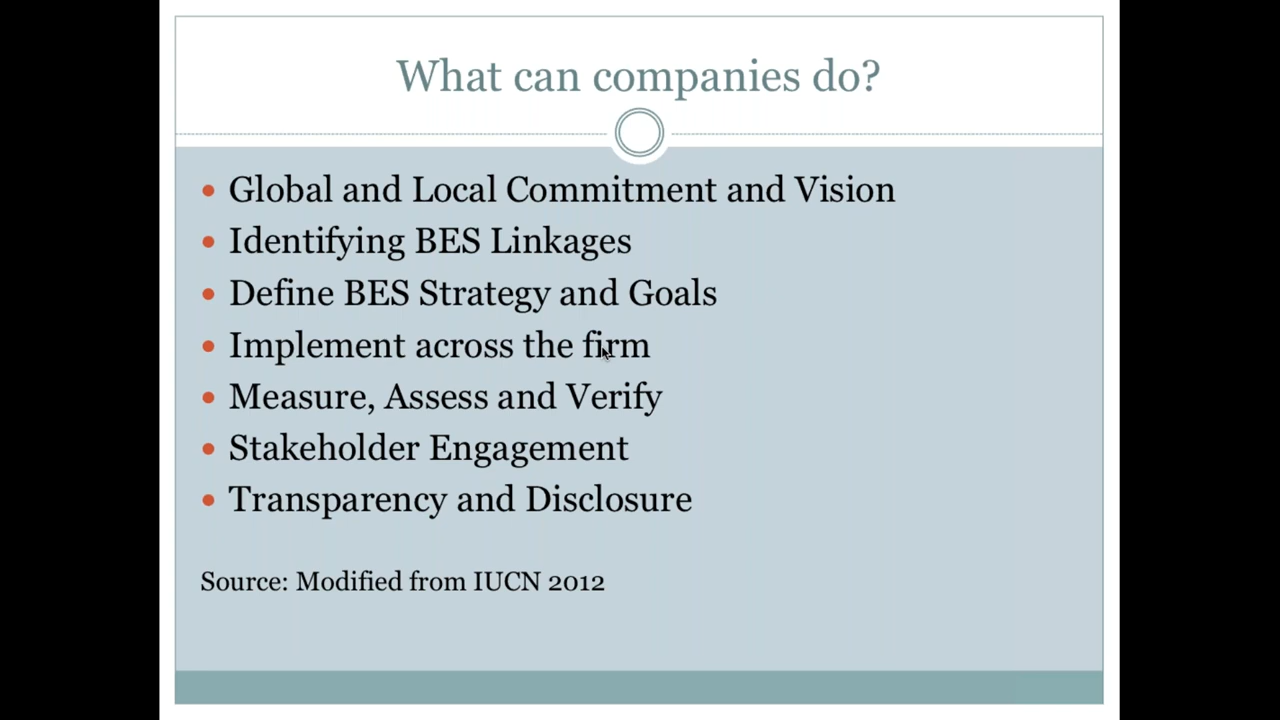 What can companies do?
Global and Local Commitment and Vision
Identifying BES Linkages
Define BES Strategy and Goals
Implement across the firm
Measure, Assess and Verify
Stakeholder Engagement
Transparency and Disclosure
Source: Modified from IUCN 2012